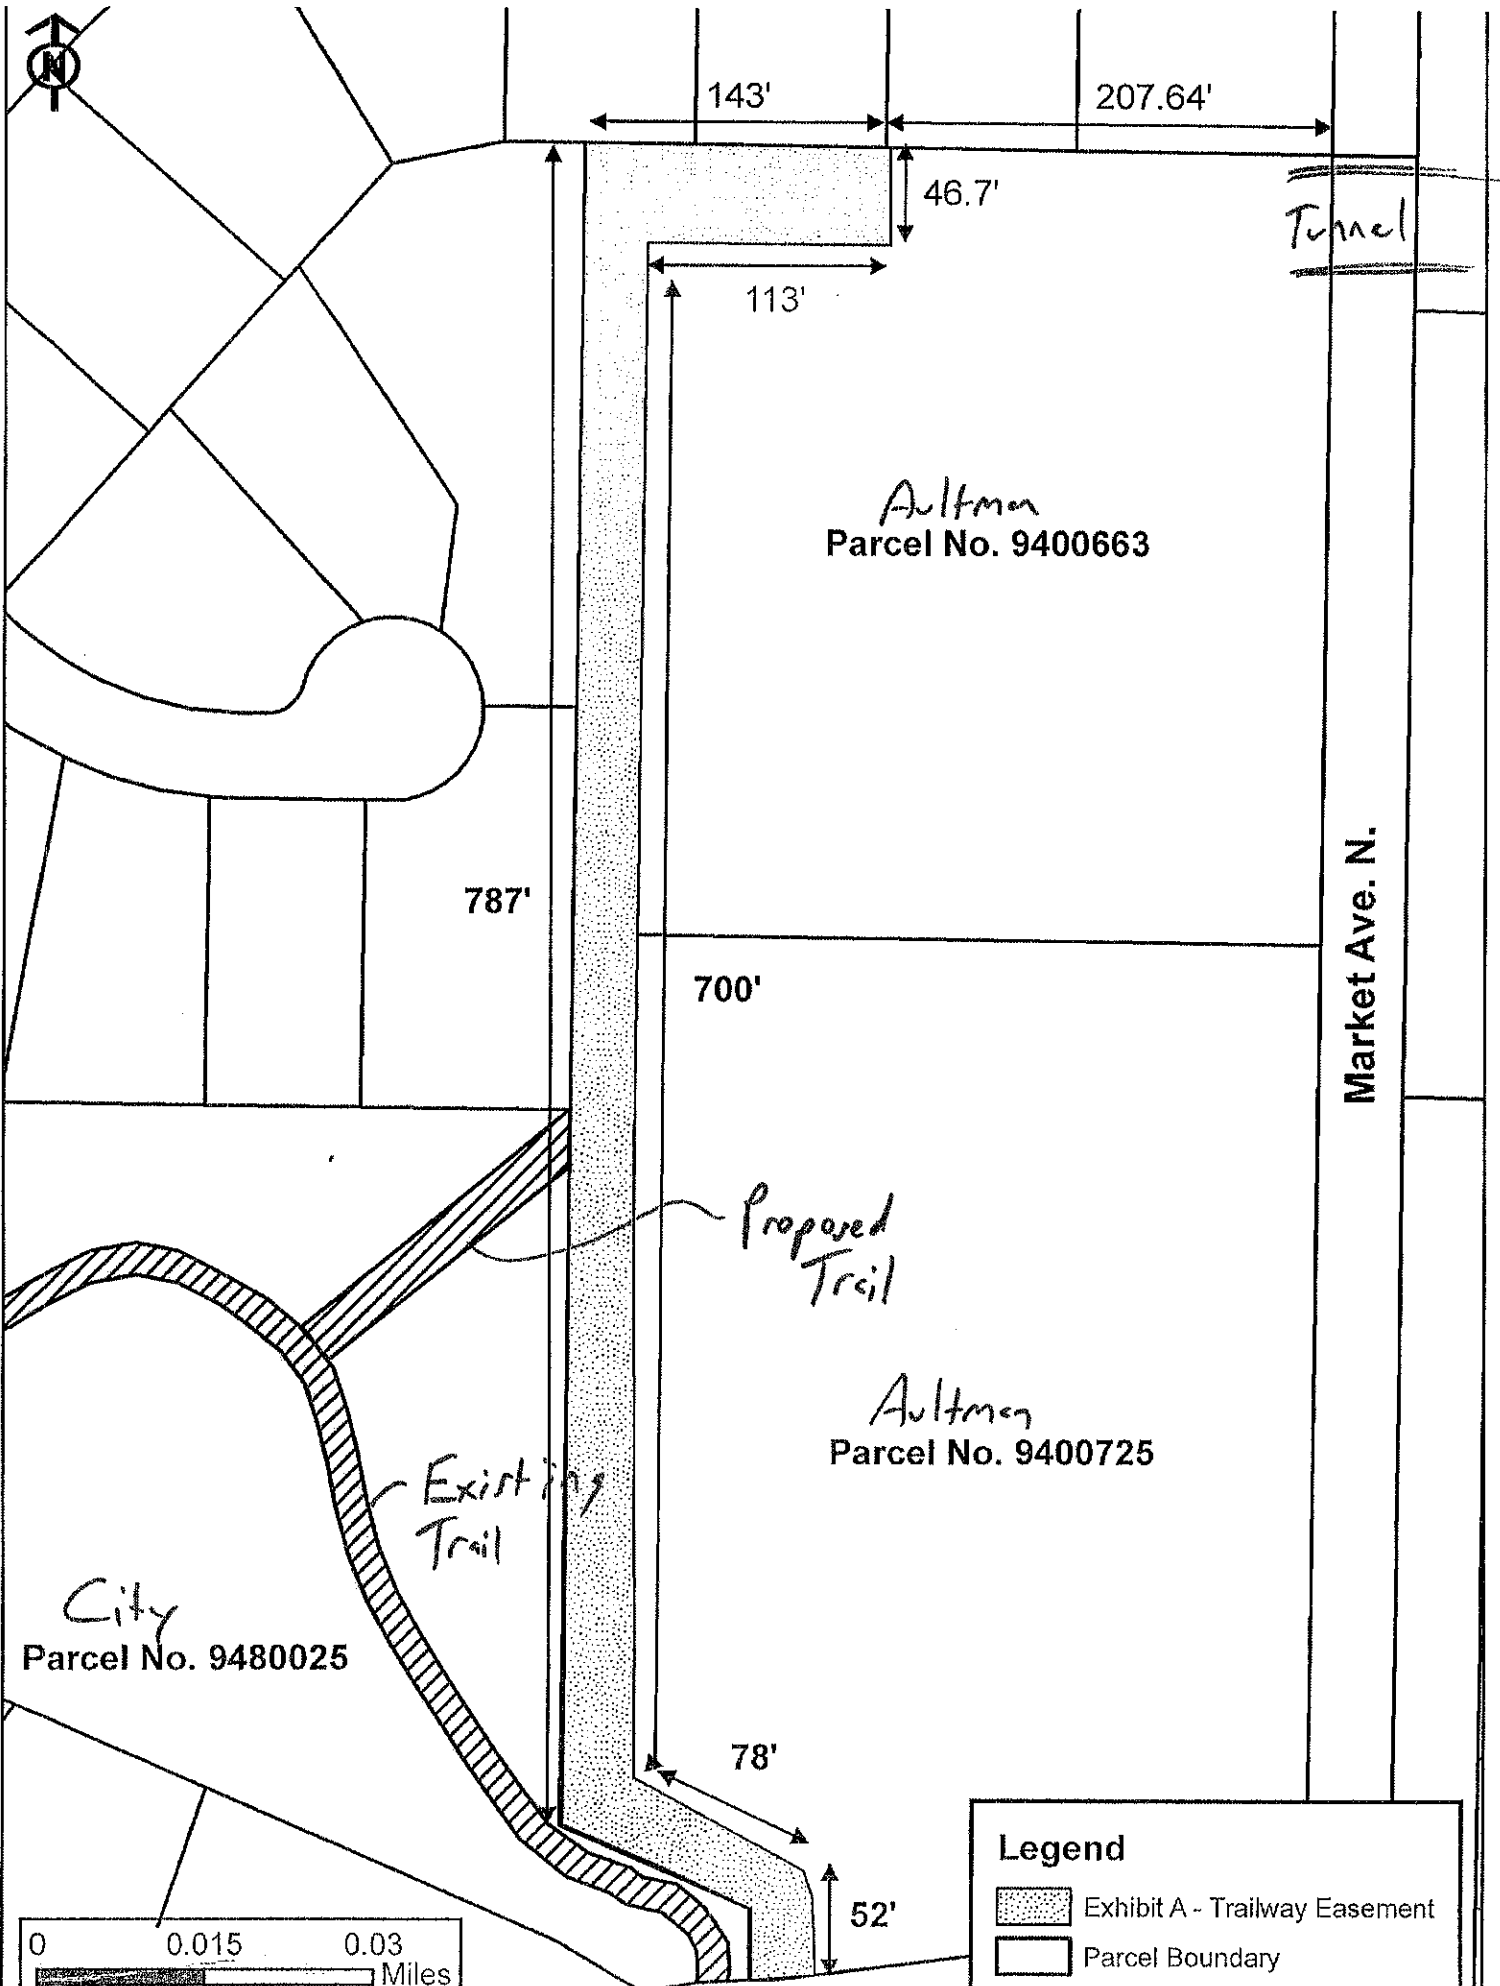 N
143'
207.64'
46.7'
Tunnel
113'
Aultman
Parcel No. 9400663
787'
Market Ave. N.
700'
Proposed
Trail
Aultman
Parcel No. 9400725
Existing
Trail
City
Parcel No. 9480025
78'
52'
Legend
Exhibit A - Trailway Easement
Parcel Boundary
0 0.015 0.03
Miles